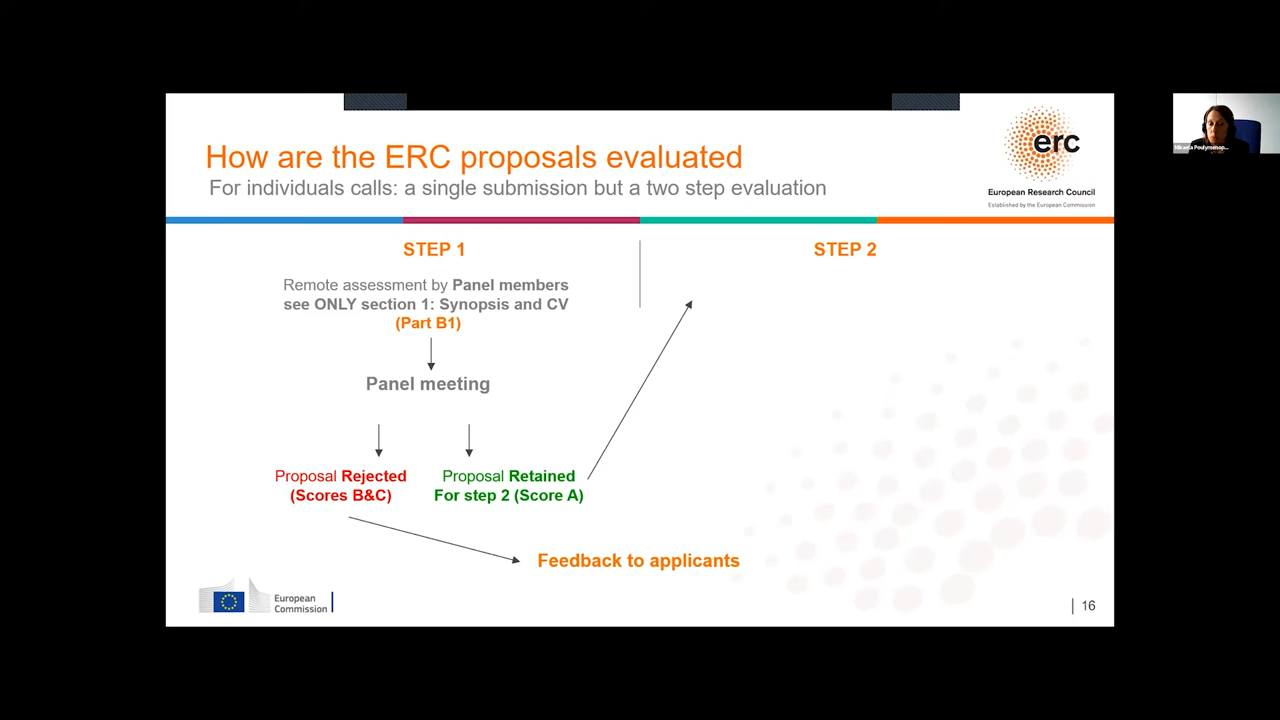 How are the ERC proposals evaluated
For individuals calls: a single submission but a two step evaluation
erc
European Research Council
Established by the European Commission
STEP 1
Remote assessment by Panel members
see ONLY section 1: Synopsis and CV
(Part B1)
Panel meeting
Proposal Rejected
(Scores B&C)
Proposal Retained
For step 2 (Score A)
Feedback to applicants
STEP 2
European
Commission
16
Mikaela Poulymenop...